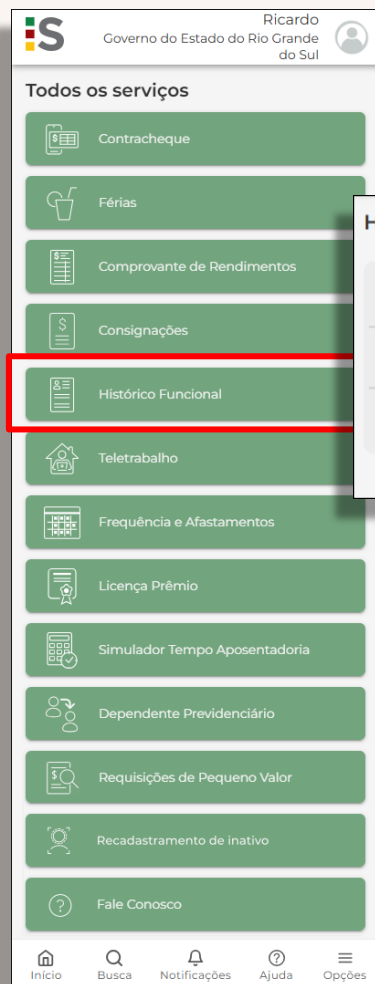 :S
Ricardo
Governo do Estado do Rio Grande
do Sul
Todos os serviços
Contracheque
Férias
Comprovante de Rendimentos
Consignações
Histórico Funcional
Teletrabalho
Frequência e Afastamentos
Licença Prêmio
Simulador Tempo Aposentadoria
Dependente Previdenciário
Requisições de Pequeno Valor
Recadastramento de inativo
Fale Conosco
Início Busca Notificações Ajuda Opções